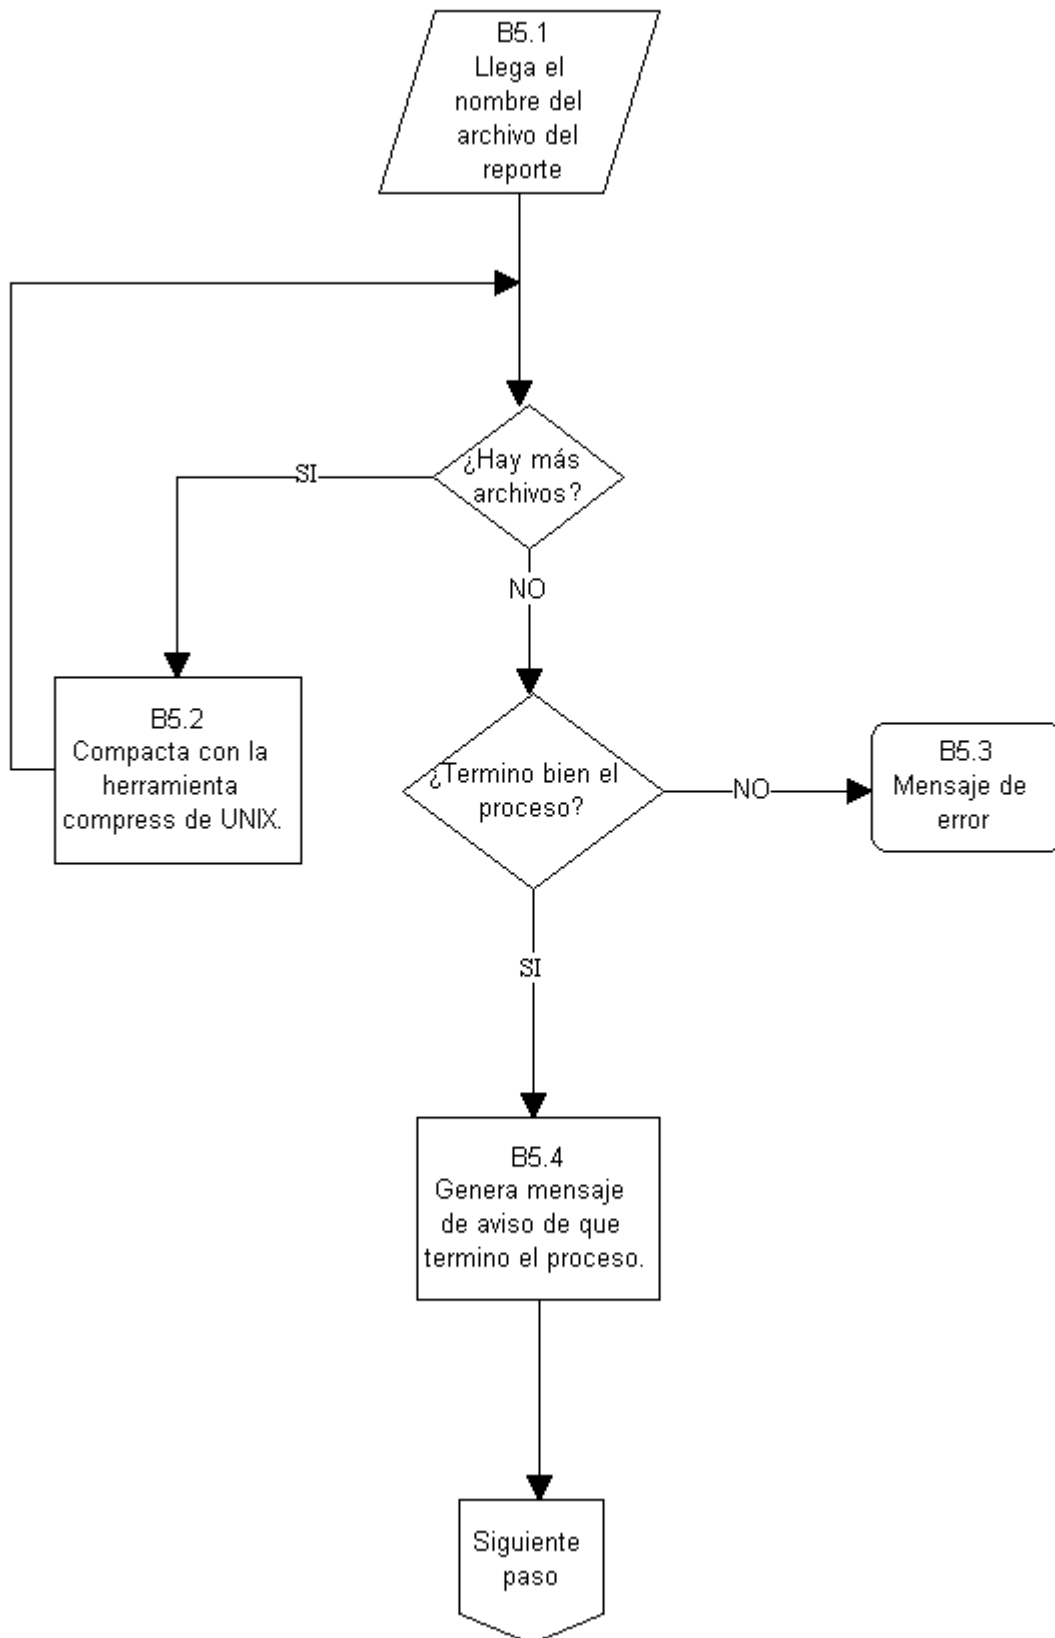 B5.1
Llega el
nombre del
archivo del
reporte
¿Hay más
archivos?
SI
NO
B5.2
Compacta con la
herramienta
compress de UNIX.
¿Termino bien el
proceso?
NO
B5.3
Mensaje de
error
SI
B5.4
Genera mensaje
de aviso de que
termino el proceso.
Siguiente
paso